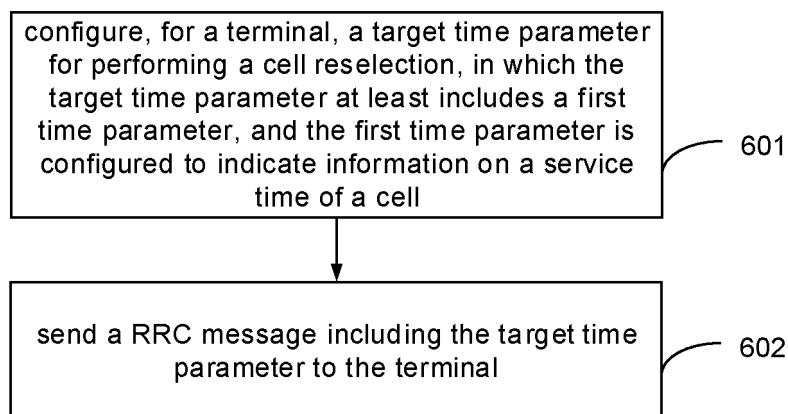 configure, for a terminal, a target time parameter
for performing a cell reselection, in which the
target time parameter at least includes a first
time parameter, and the first time parameter is
configured to indicate information on a service
time of a cell
601
send a RRC message including the target time
parameter to the terminal
602